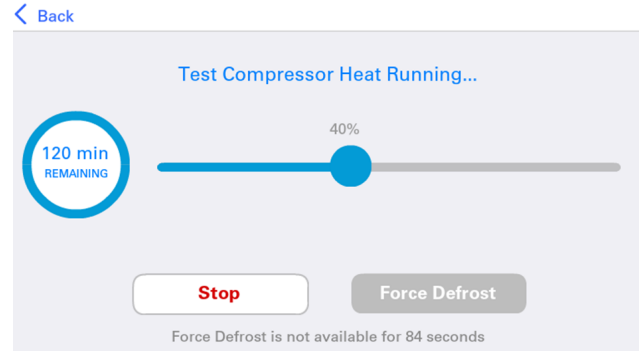 Back
Test Compressor Heat Running...
40%
120 min
REMAINING
Stop
Force Defrost
Force Defrost is not available for 84 seconds